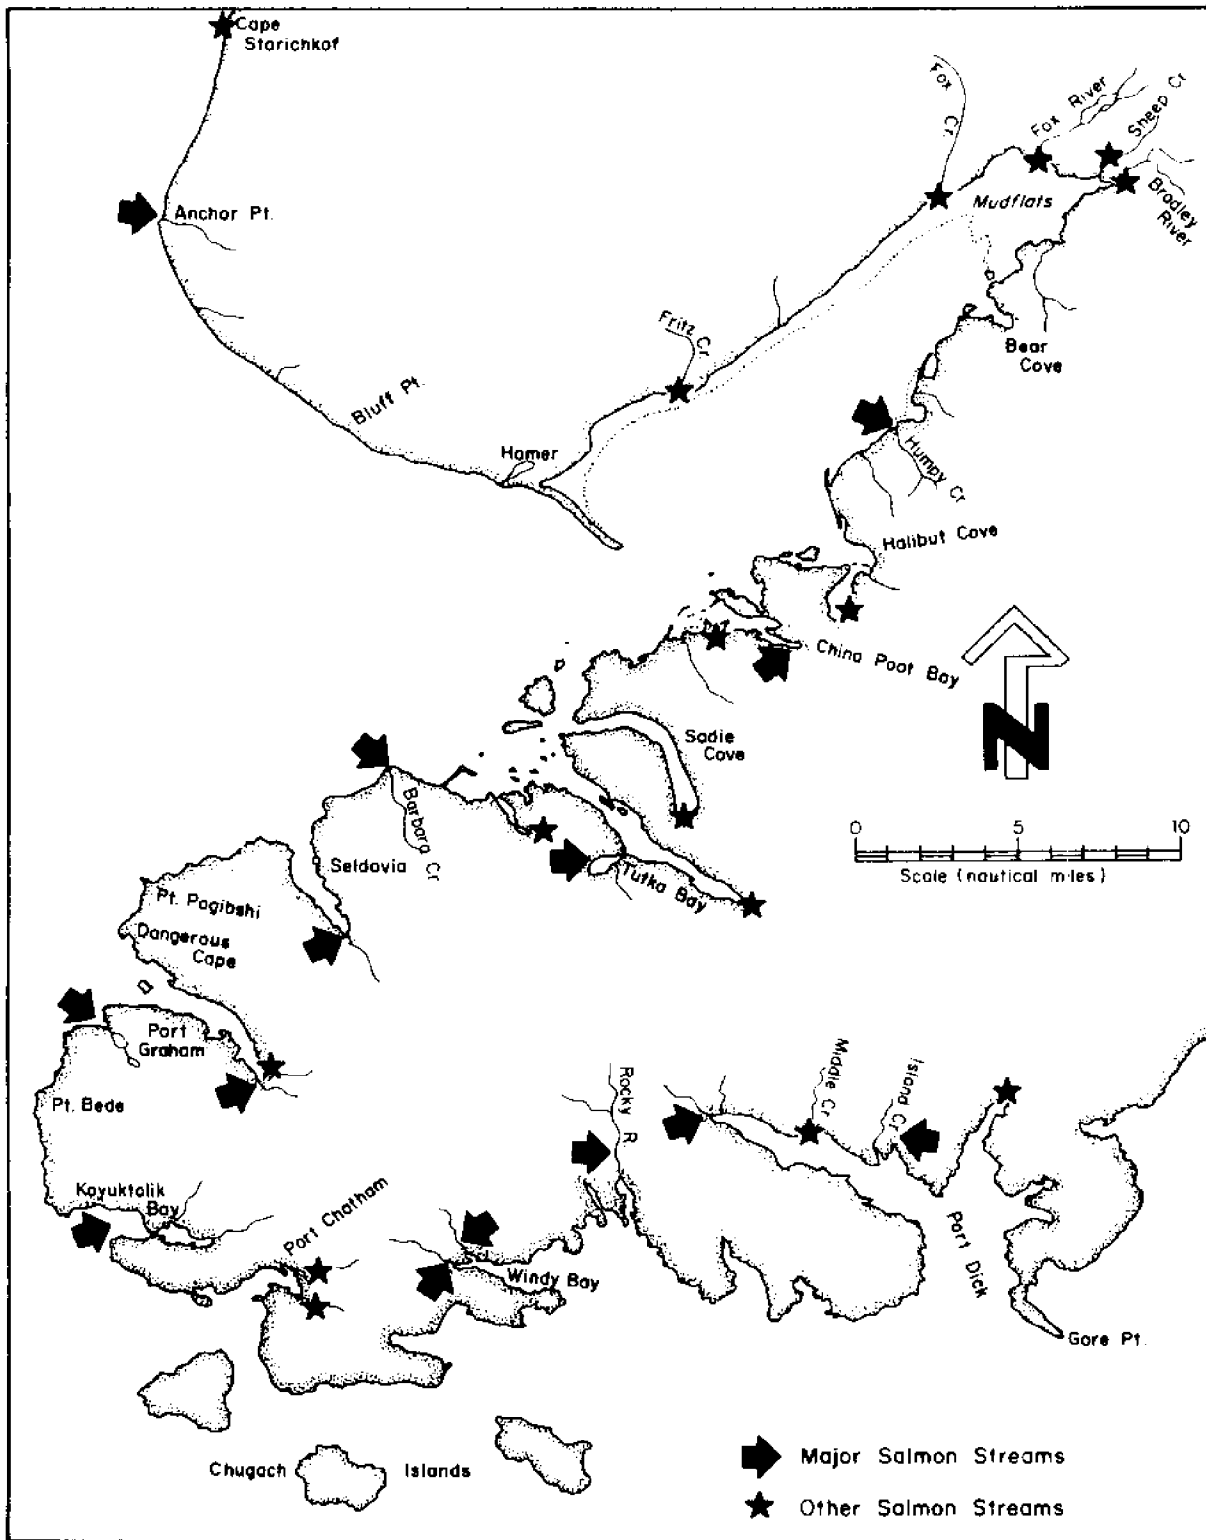 Cape
Starichkof
Fox
Cr.
Fox River
Sheep Cr
Anchor Pt.
Mudflats
Bradley
River
Fritz Cr.
Bear
Cove
Bluff Pt.
Homer
Humpy Cr
Halibut Cove
China Poot Bay
N
Sadie
Cove
Barbara Cr
0 5 10
Scale (nautical miles)
Seldovia
Tutka Bay
Pt. Pogibshi
Dangerous
Cape
Port
Graham
Rocky R.
Middle Cr
Island Cr.
Pt. Bede
Koyuktolik
Bay
Port Chatham
Windy Bay
Port Dick
Gore Pt.
Chugach Islands
Major Salmon Streams
Other Salmon Streams